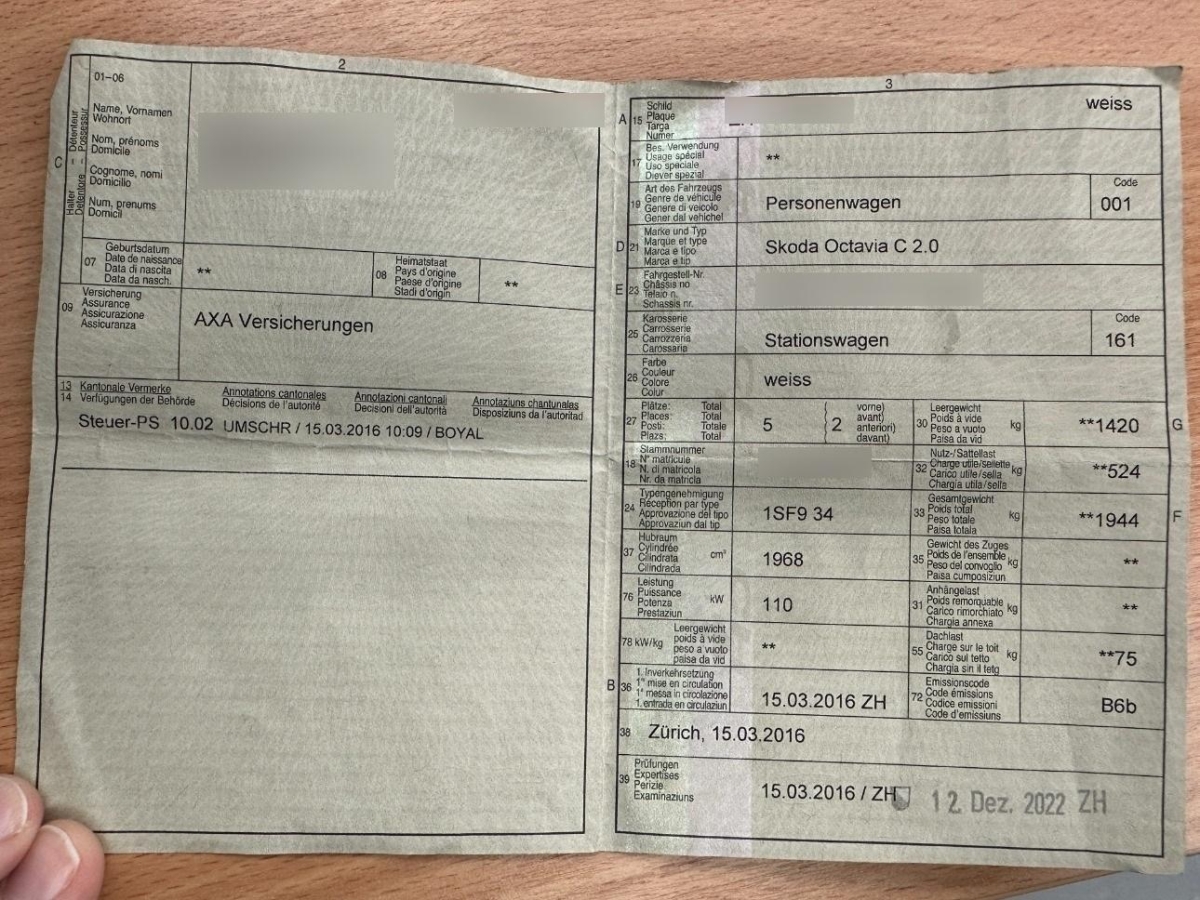 2
01-06
Name, Vornamen
Wohnort
Nom, prénoms
Domicile
Cognome, nomi
Domicilio
Num, prenums
Domicil
C
Halter – Détenteur
Detentore – Possessur
07
Geburtsdatum
Date de naissance
Data di nascita
Data da nasch.
**
08
Heimatstaat
Pays d'origine
Paese d'origine
Stadi d'origin
**
09
Versicherung
Assurance
Assicurazione
Assicuranza
AXA Versicherungen
13 Kantonale Vermerke Annotations cantonales Annotazioni cantonali Annotaziuns chantunalas
14 Verfügungen der Behörde Décisions de l'autorité Decisioni dell'autorità Disposiziuns da l'autoritad
Steuer-PS 10.02 UMSCHR / 15.03.2016 10:09 / BOYAL
3
A 15
Schild
Plaque
Targa
Numer
weiss
17
Bes. Verwendung
Usage spécial
Uso speciale
Diever spezial
**
19
Art des Fahrzeugs
Genre de véhicule
Genere di veicolo
Gener dal vehichel
Personenwagen
Code
001
D 21
Marke und Typ
Marque et type
Marca e tipo
Marca e tip
Skoda Octavia C 2.0
E 23
Fahrgestell-Nr.
Châssis no
Telaio n.
Schassis nr.
25
Karosserie
Carrosserie
Carrozzeria
Carossaria
Stationswagen
Code
161
26
Farbe
Couleur
Colore
Colur
weiss
27
Plätze: Total
Places: Total
Posti: Totale
Plazs: Total
5
2
vorne)
avant)
anteriori)
davant)
30
Leergewicht
Poids à vide
Peso a vuoto
Paisa da vid
kg
**1420
G
18
Stammnummer
N° matricule
N. di matricola
Nr. da matricla
32
Nutz-/Sattellast
Charge utile/sellette
Carico utile/sella
Chargia utila/sella
kg
**524
24
Typengenehmigung
Réception par type
Approvazione del tipo
Approvaziun dal tip
1SF9 34
33
Gesamtgewicht
Poids total
Peso totale
Paisa totala
kg
**1944
F
37
Hubraum
Cylindrée
Cilindrata
Cilindrada
cm³
1968
35
Gewicht des Zuges
Poids de l'ensemble
Peso del convoglio
Paisa cumposiziun
kg
**
76
Leistung
Puissance
Potenza
Prestaziun
kW
110
31
Anhängelast
Poids remorquable
Carico rimorchiato
Chargia annexa
kg
**
78 kW/kg
Leergewicht
poids à vide
peso a vuoto
paisa da vid
**
55
Dachlast
Charge sur le toit
Carico sul tetto
Chargia sin il tetg
kg
**75
B 36
1. Inverkehrsetzung
1re mise en circulation
1a messa in circolazione
1. entrada en circulaziun
15.03.2016 ZH
72
Emissionscode
Code émissions
Codice emissioni
Code d'emissiuns
B6b
38
Zürich, 15.03.2016
39
Prüfungen
Expertises
Perizie
Examinaziuns
15.03.2016 / ZH
12. Dez. 2022 ZH